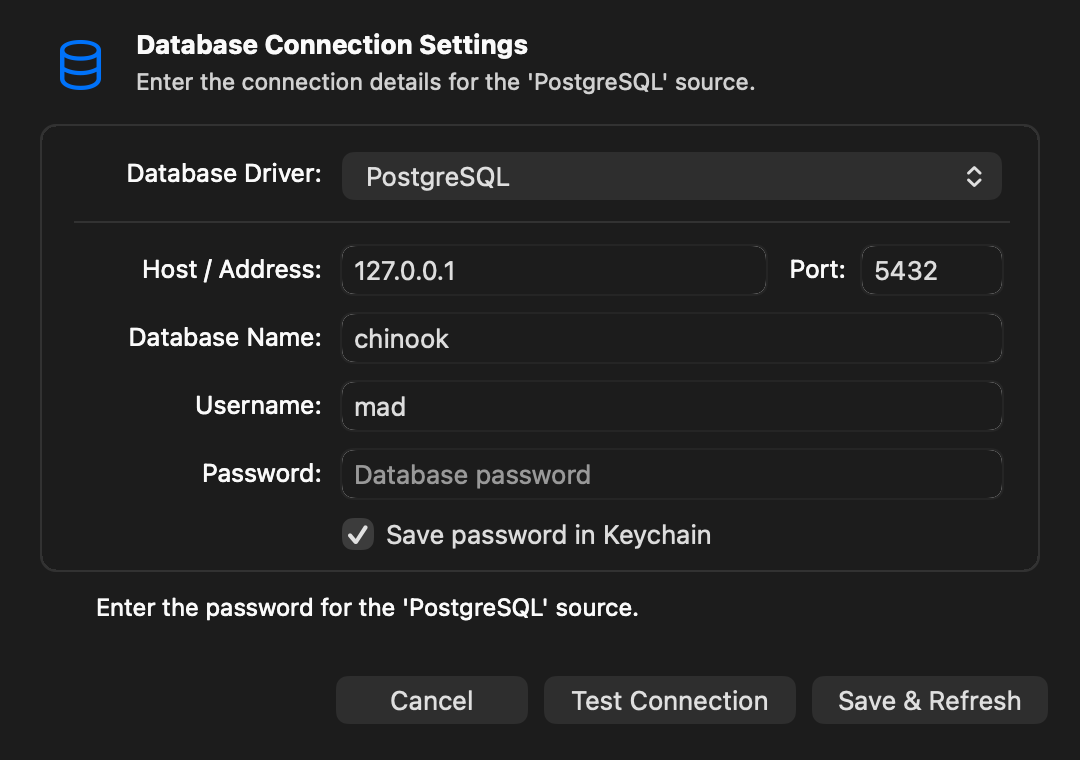 Database Connection Settings
Enter the connection details for the 'PostgreSQL' source.
Database Driver: PostgreSQL
Host / Address: 127.0.0.1 Port: 5432
Database Name: chinook
Username: mad
Password: Database password
Save password in Keychain
Enter the password for the 'PostgreSQL' source.
Cancel Test Connection Save & Refresh